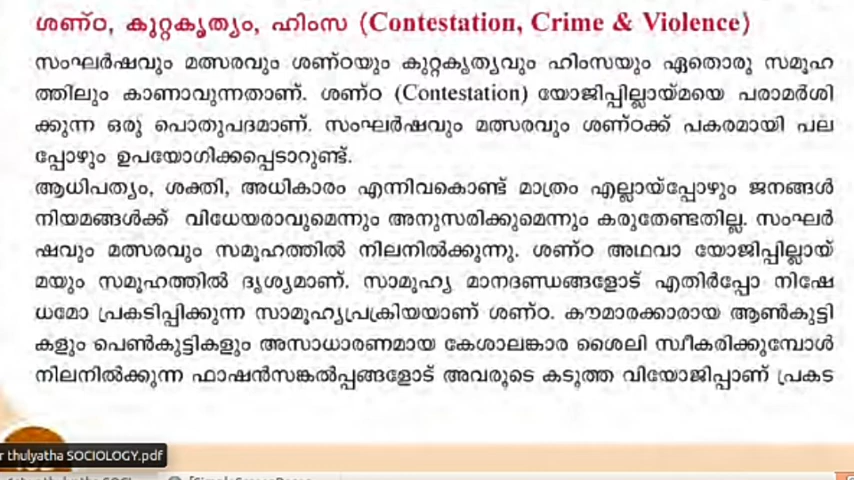 ശണ്ഠ, കുറ്റകൃത്യം, ഹിംസ (Contestation, Crime & Violence)
സംഘർഷവും മത്സരവും ശണ്ഠയും കുറ്റകൃത്യവും ഹിംസയും ഏതൊരു സമൂഹ
ത്തിലും കാണാവുന്നതാണ്. ശണ്ഠ (Contestation) യോജിപ്പില്ലായ്മയെ പരാമർശി
ക്കുന്ന ഒരു പൊതുപദമാണ്. സംഘർഷവും മത്സരവും ശണ്ഠക്ക് പകരമായി പല
പ്പോഴും ഉപയോഗിക്കപ്പെടാറുണ്ട്.
ആധിപത്യം, ശക്തി, അധികാരം എന്നിവകൊണ്ട് മാത്രം എല്ലായ്പ്പോഴും ജനങ്ങൾ
നിയമങ്ങൾക്ക് വിധേയരാവുമെന്നും അനുസരിക്കുമെന്നും കരുതേണ്ടതില്ല. സംഘർ
ഷവും മത്സരവും സമൂഹത്തിൽ നിലനിൽക്കുന്നു. ശണ്ഠ അഥവാ യോജിപ്പില്ലായ്
മയും സമൂഹത്തിൽ ദൃശ്യമാണ്. സാമൂഹ്യ മാനദണ്ഡങ്ങളോട് എതിർപ്പോ നിഷേ
ധമോ പ്രകടിപ്പിക്കുന്ന സാമൂഹ്യപ്രക്രിയയാണ് ശണ്ഠ. കൗമാരക്കാരായ ആൺകുട്ടി
കളും പെൺകുട്ടികളും അസാധാരണമായ കേശാലങ്കാര ശൈലി സ്വീകരിക്കുമ്പോൾ
നിലനിൽക്കുന്ന ഫാഷൻസങ്കൽപ്പങ്ങളോട് അവരുടെ കടുത്ത വിയോജിപ്പാണ് പ്രകട
r thulyatha SOCIOLOGY.pdf